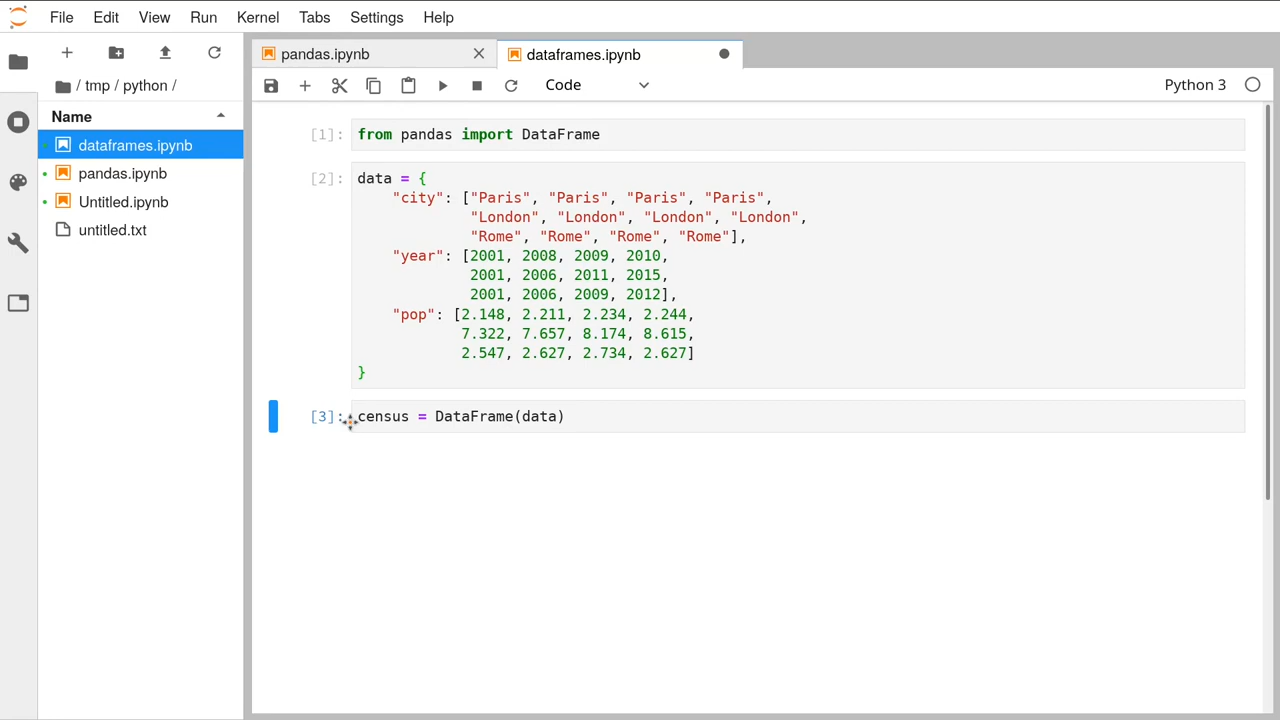 File Edit View Run Kernel Tabs Settings Help
pandas.ipynb
dataframes.ipynb
/ tmp / python /
Code
Python 3
Name
dataframes.ipynb
pandas.ipynb
Untitled.ipynb
untitled.txt
[1]: from pandas import DataFrame
[2]: data = {
    "city": ["Paris", "Paris", "Paris", "Paris",
             "London", "London", "London", "London",
             "Rome", "Rome", "Rome", "Rome"],
    "year": [2001, 2008, 2009, 2010,
             2001, 2006, 2011, 2015,
             2001, 2006, 2009, 2012],
    "pop": [2.148, 2.211, 2.234, 2.244,
            7.322, 7.657, 8.174, 8.615,
            2.547, 2.627, 2.734, 2.627]
}
[3]: census = DataFrame(data)